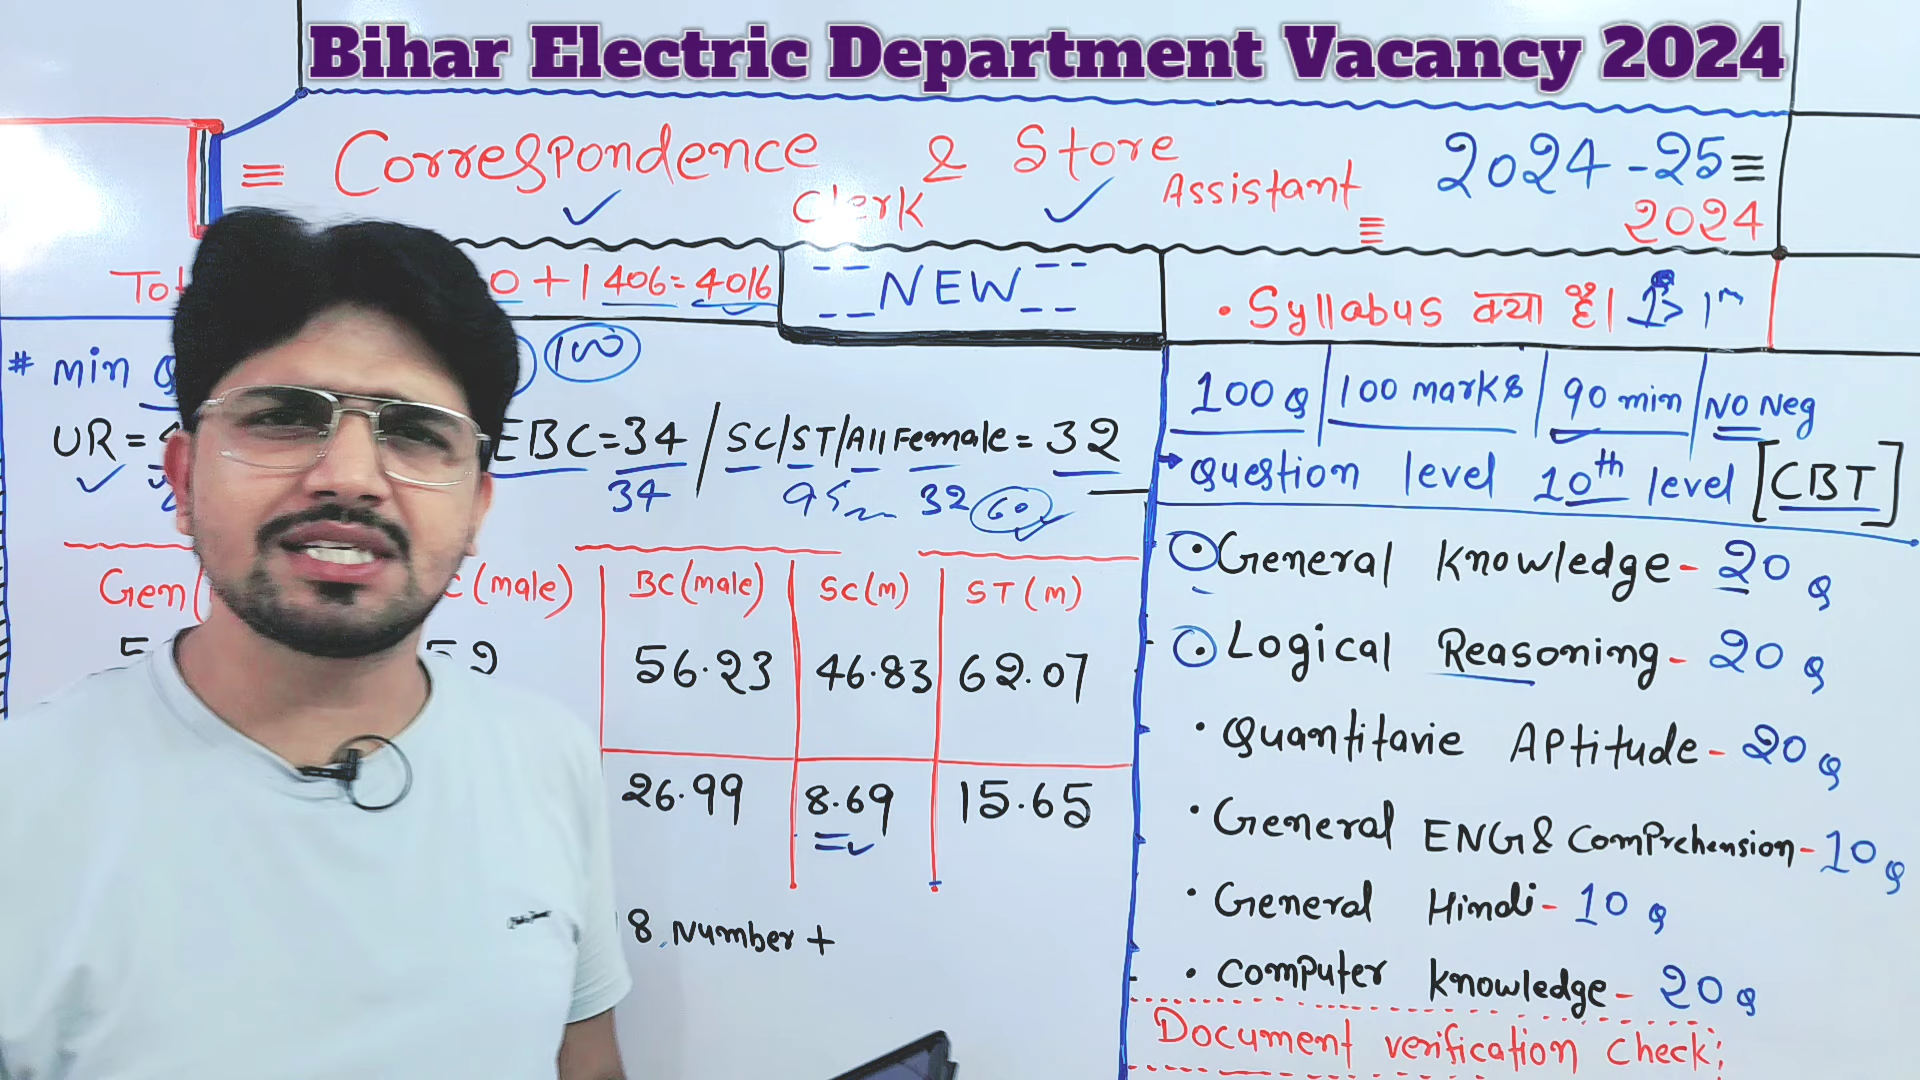 Bihar Electric Department Vacancy 2024
≡ Correspondence Clerk & Store Assistant ≡ 2024-25 ≡
2024
0 + 1406 = 4016
NEW
• Syllabus क्या है।
# min
100
UR =
EBC = 34 / SC/ST/All Female = 32
34 95 32 60
100 Q | 100 marks | 90 min | No Neg
Question level 10th level [CBT]
Gen (male) BC (male) SC (m) ST (m)
59 56.23 46.83 62.07
26.99 8.69 15.65
8 Number +
General Knowledge - 20 Q
Logical Reasoning - 20 Q
• Quantitavie Aptitude - 20 Q
• General ENG & Comprehension - 10 Q
• General Hindi - 10 Q
• Computer Knowledge - 20 Q
Document verification check;